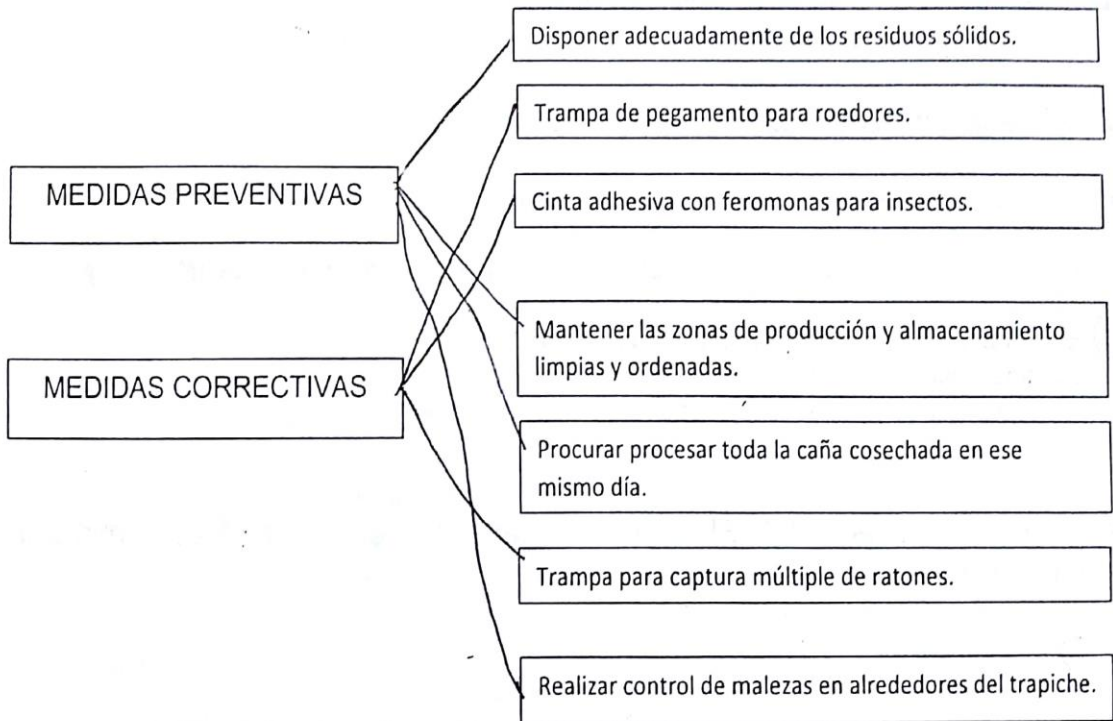 MEDIDAS PREVENTIVAS
MEDIDAS CORRECTIVAS
Disponer adecuadamente de los residuos sólidos.
Trampa de pegamento para roedores.
Cinta adhesiva con feromonas para insectos.
Mantener las zonas de producción y almacenamiento
limpias y ordenadas.
Procurar procesar toda la caña cosechada en ese
mismo día.
Trampa para captura múltiple de ratones.
Realizar control de malezas en alrededores del trapiche.